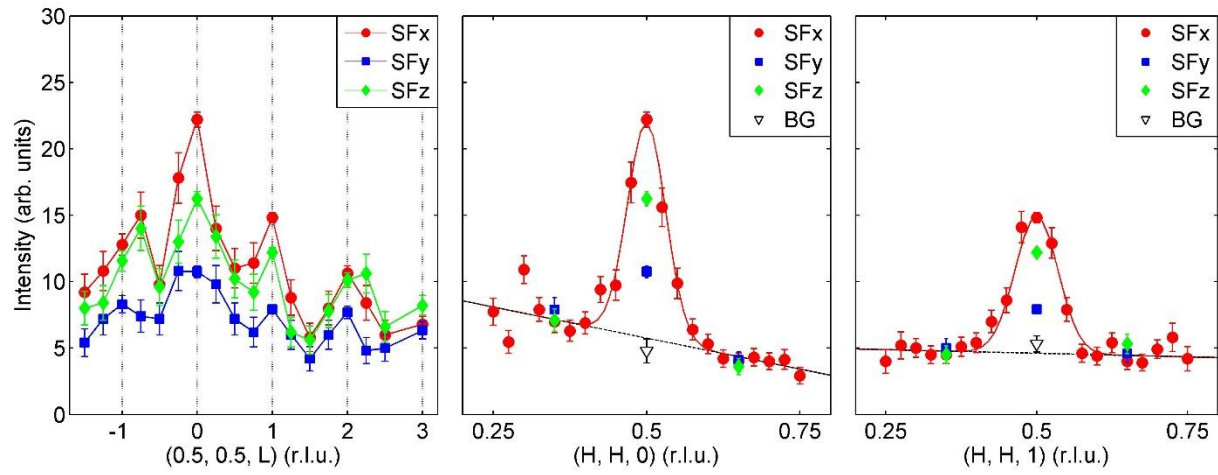 Intensity (arb. units)
30
25
20
15
10
5
0
SFx
SFy
SFz
-1 0 1 2 3
(0.5, 0.5, L) (r.l.u.)
SFx
SFy
SFz
BG
0.25 0.5 0.75
(H, H, 0) (r.l.u.)
SFx
SFy
SFz
BG
0.25 0.5 0.75
(H, H, 1) (r.l.u.)